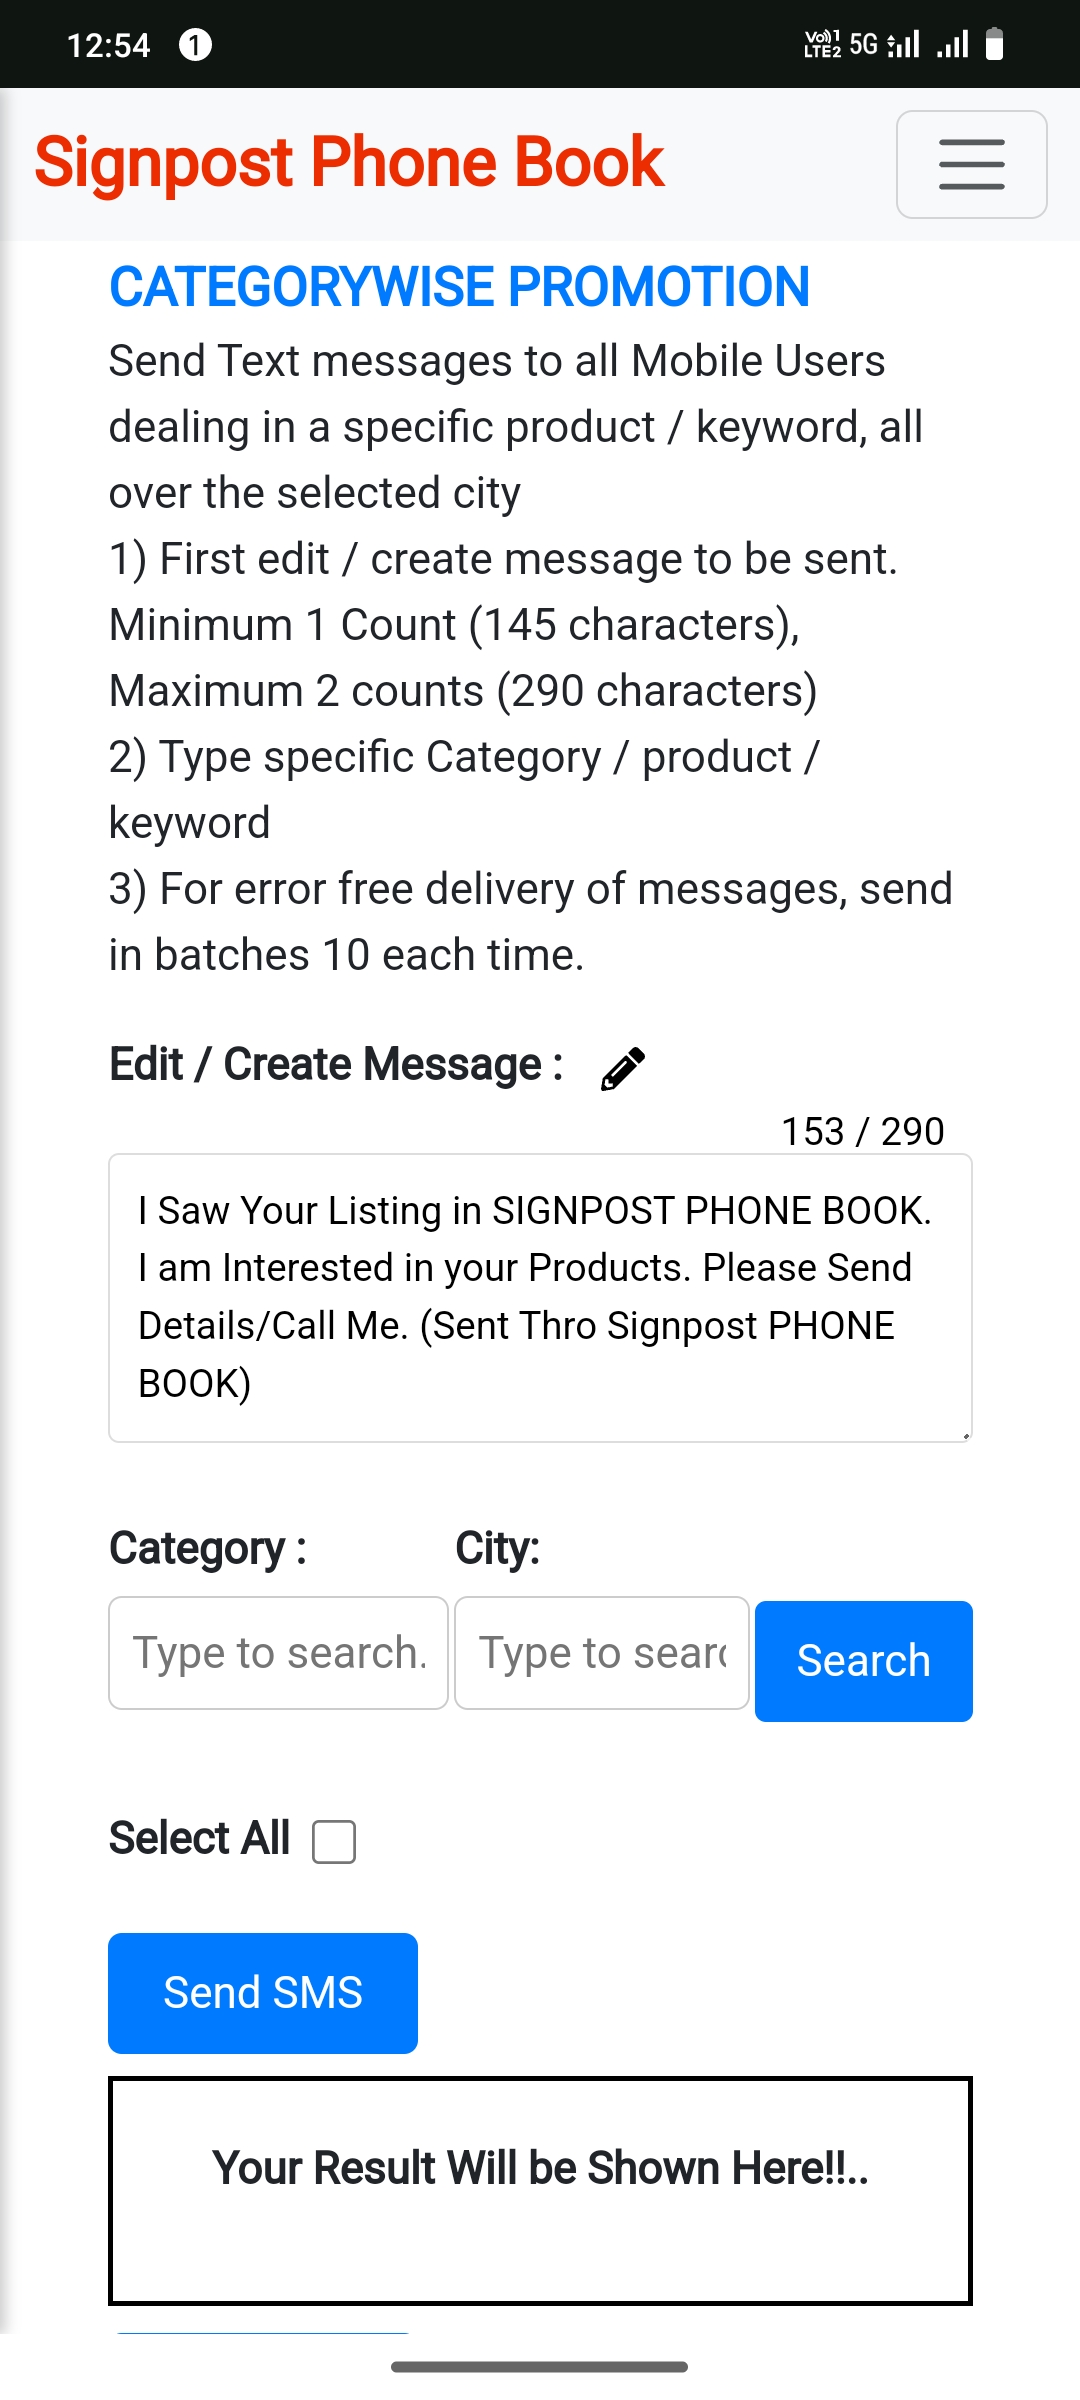 12:54 1 Vo)) 1 LTE2 5G
Signpost Phone Book
CATEGORYWISE PROMOTION
Send Text messages to all Mobile Users
dealing in a specific product / keyword, all
over the selected city
1) First edit / create message to be sent.
Minimum 1 Count (145 characters),
Maximum 2 counts (290 characters)
2) Type specific Category / product /
keyword
3) For error free delivery of messages, send
in batches 10 each time.
Edit / Create Message :
153 / 290
I Saw Your Listing in SIGNPOST PHONE BOOK.
I am Interested in your Products. Please Send
Details/Call Me. (Sent Thro Signpost PHONE
BOOK)
Category : City:
Type to search. Type to searc Search
Select All
Send SMS
Your Result Will be Shown Here!!..